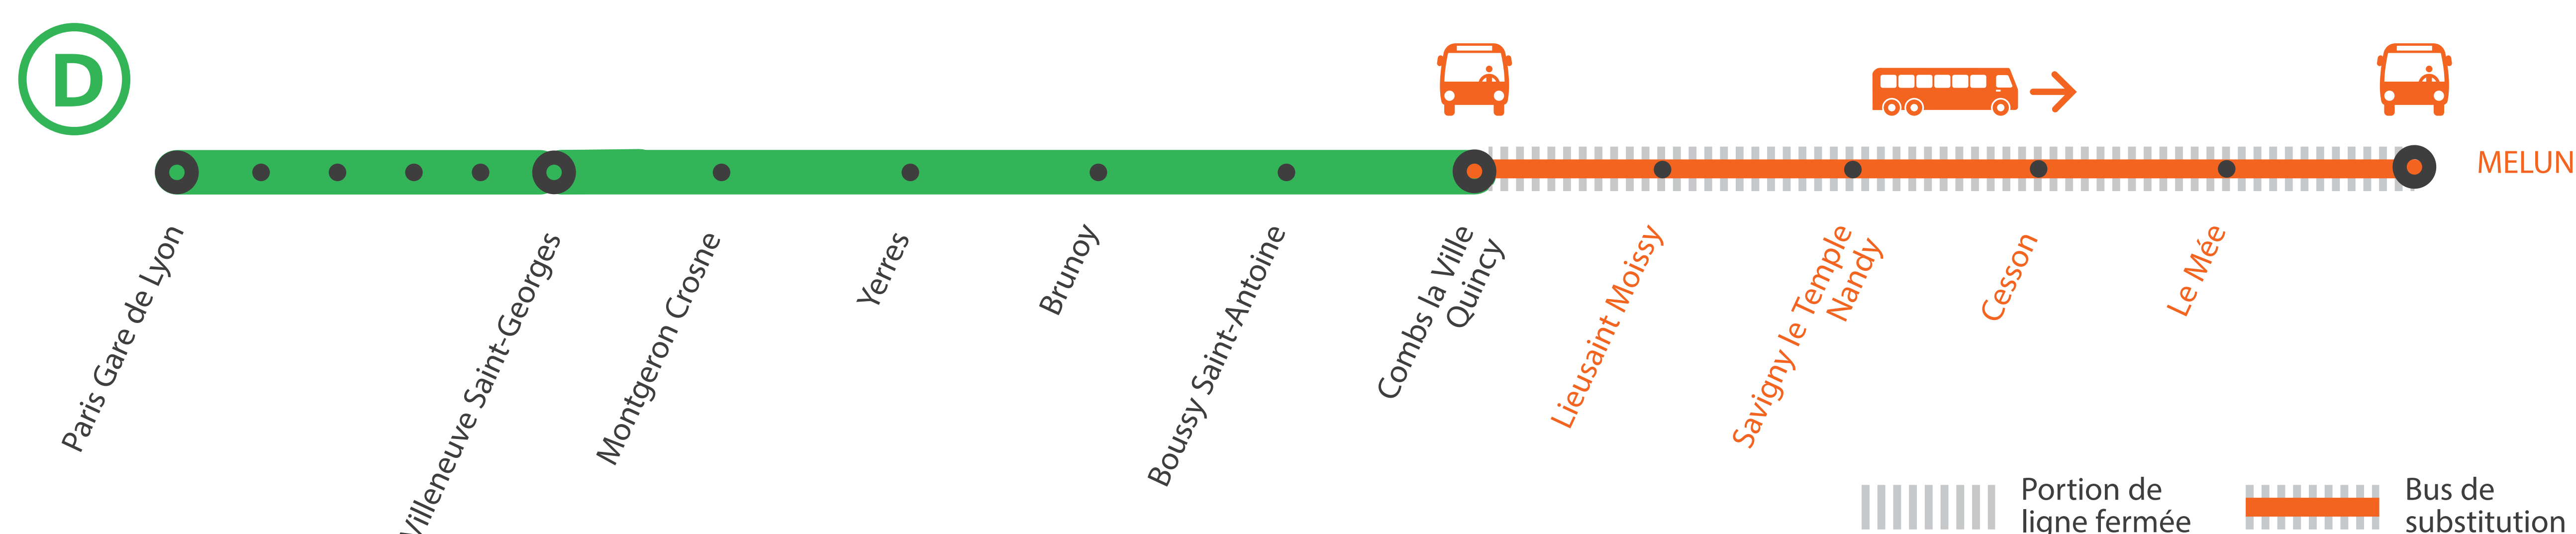 D
Paris Gare de Lyon
Villeneuve Saint-Georges
Montgeron Crosne
Yerres
Brunoy
Boussy Saint-Antoine
Combs la Ville
Quincy
Lieusaint Moissy
Savigny le Temple
Nandy
Cesson
Le Mée
MELUN
Portion de
ligne fermée
Bus de
substitution